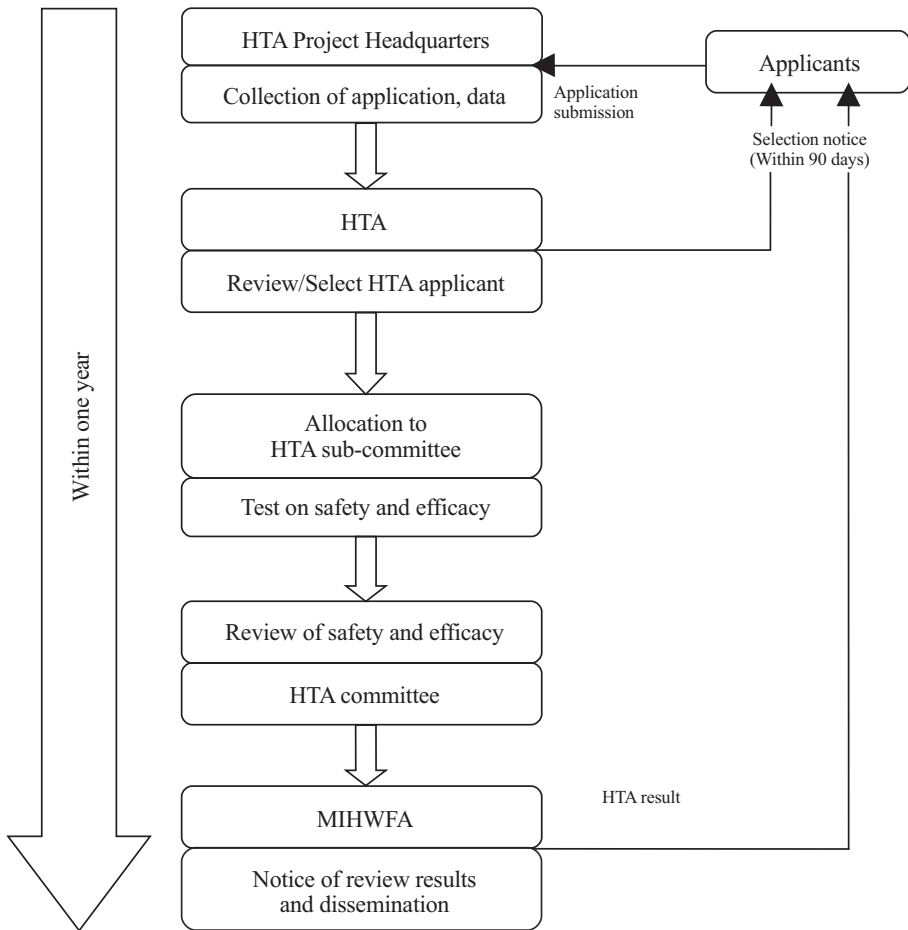 HTA Project Headquarters
Collection of application, data
Applicants
Application
submission
Selection notice
(Within 90 days)
HTA
Review/Select HTA applicant
Within one year
Allocation to
HTA sub-committee
Test on safety and efficacy
Review of safety and efficacy
HTA committee
MIHWFA
HTA result
Notice of review results
and dissemination